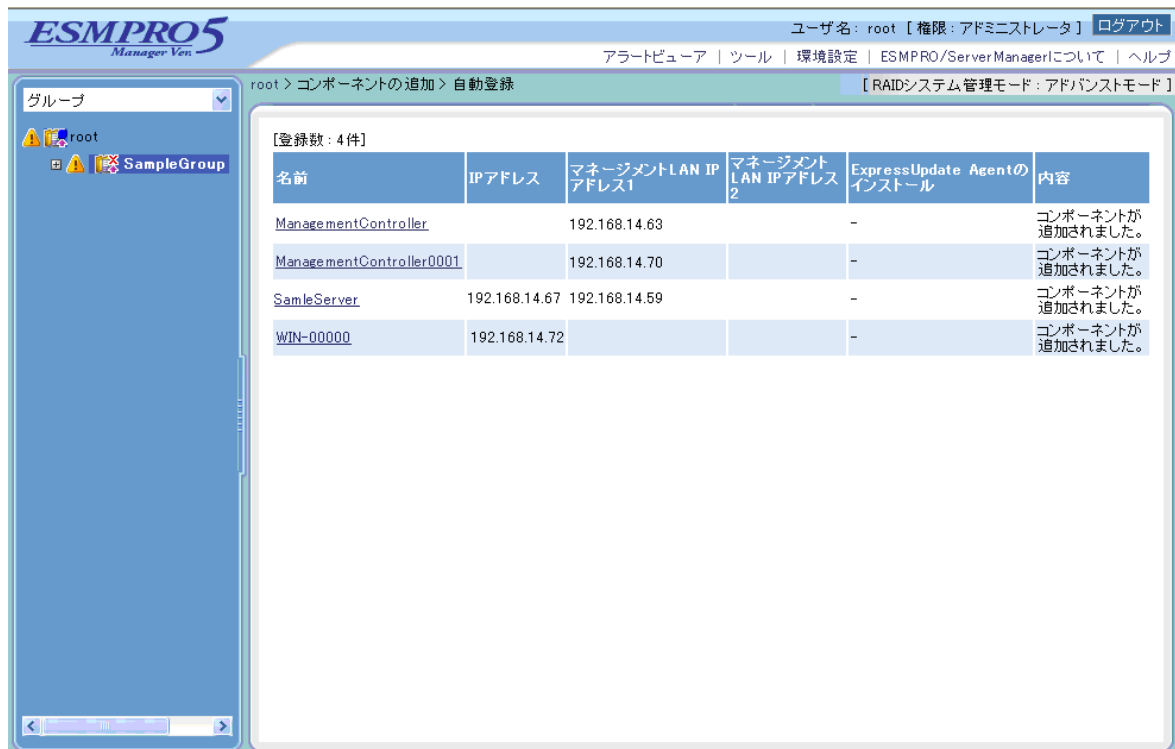 ESMPRO5
Manager Ver.
ユーザ名: root [ 権限 : アドミニストレータ ] ログアウト
アラートビューア | ツール | 環境設定 | ESMPRO/ServerManagerについて | ヘルプ
グループ
root > コンポーネントの追加 > 自動登録
[ RAIDシステム管理モード : アドバンストモード ]
root
SampleGroup
[登録数 : 4件]
名前 IPアドレス マネージメントLAN IP
アドレス1 マネージメント
LAN IPアドレス
2 ExpressUpdate Agentの
インストール 内容
ManagementController 192.168.14.63 - コンポーネントが
追加されました。
ManagementController0001 192.168.14.70 - コンポーネントが
追加されました。
SamleServer 192.168.14.67 192.168.14.59 - コンポーネントが
追加されました。
WIN-00000 192.168.14.72 - コンポーネントが
追加されました。